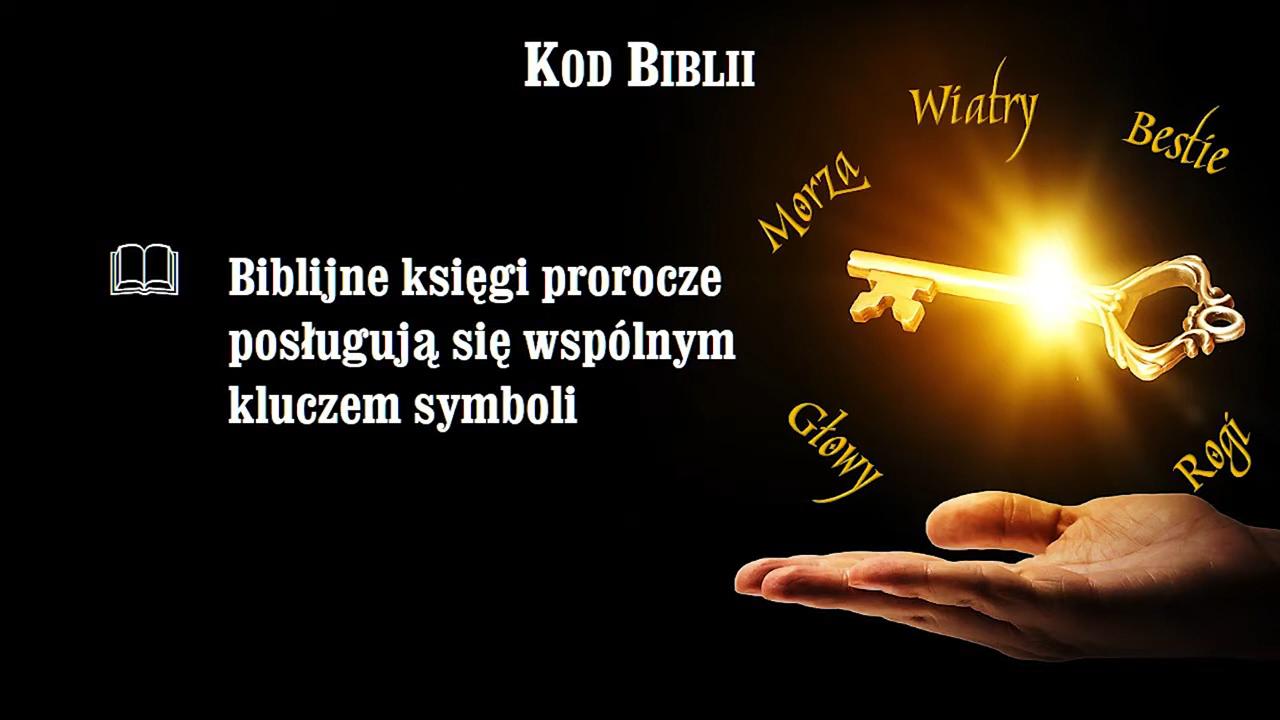 Kod Biblii
Wiatry
Bestie
Morza
Biblijne księgi prorocze
posługują się wspólnym
kluczem symboli
Głowy
Rogi